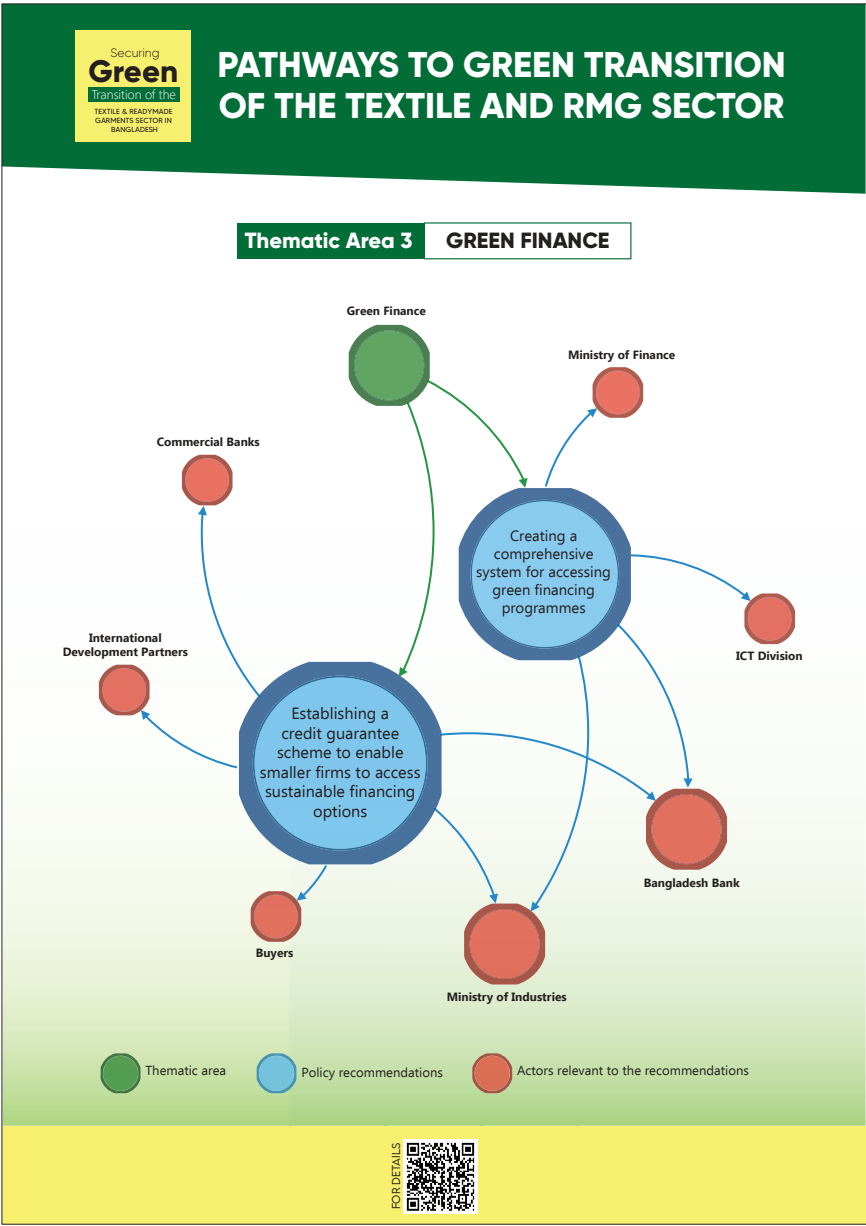 Securing
Green
Transition of the
TEXTILE & READYMADE
GARMENTS SECTOR IN
BANGLADESH
PATHWAYS TO GREEN TRANSITION
OF THE TEXTILE AND RMG SECTOR
Thematic Area 3
GREEN FINANCE
Green Finance
Ministry of Finance
Commercial Banks
Creating a
comprehensive
system for accessing
green financing
programmes
International
Development Partners
ICT Division
Establishing a
credit guarantee
scheme to enable
smaller firms to access
sustainable financing
options
Bangladesh Bank
Buyers
Ministry of Industries
Thematic area
Policy recommendations
Actors relevant to the recommendations
FOR DETAILS